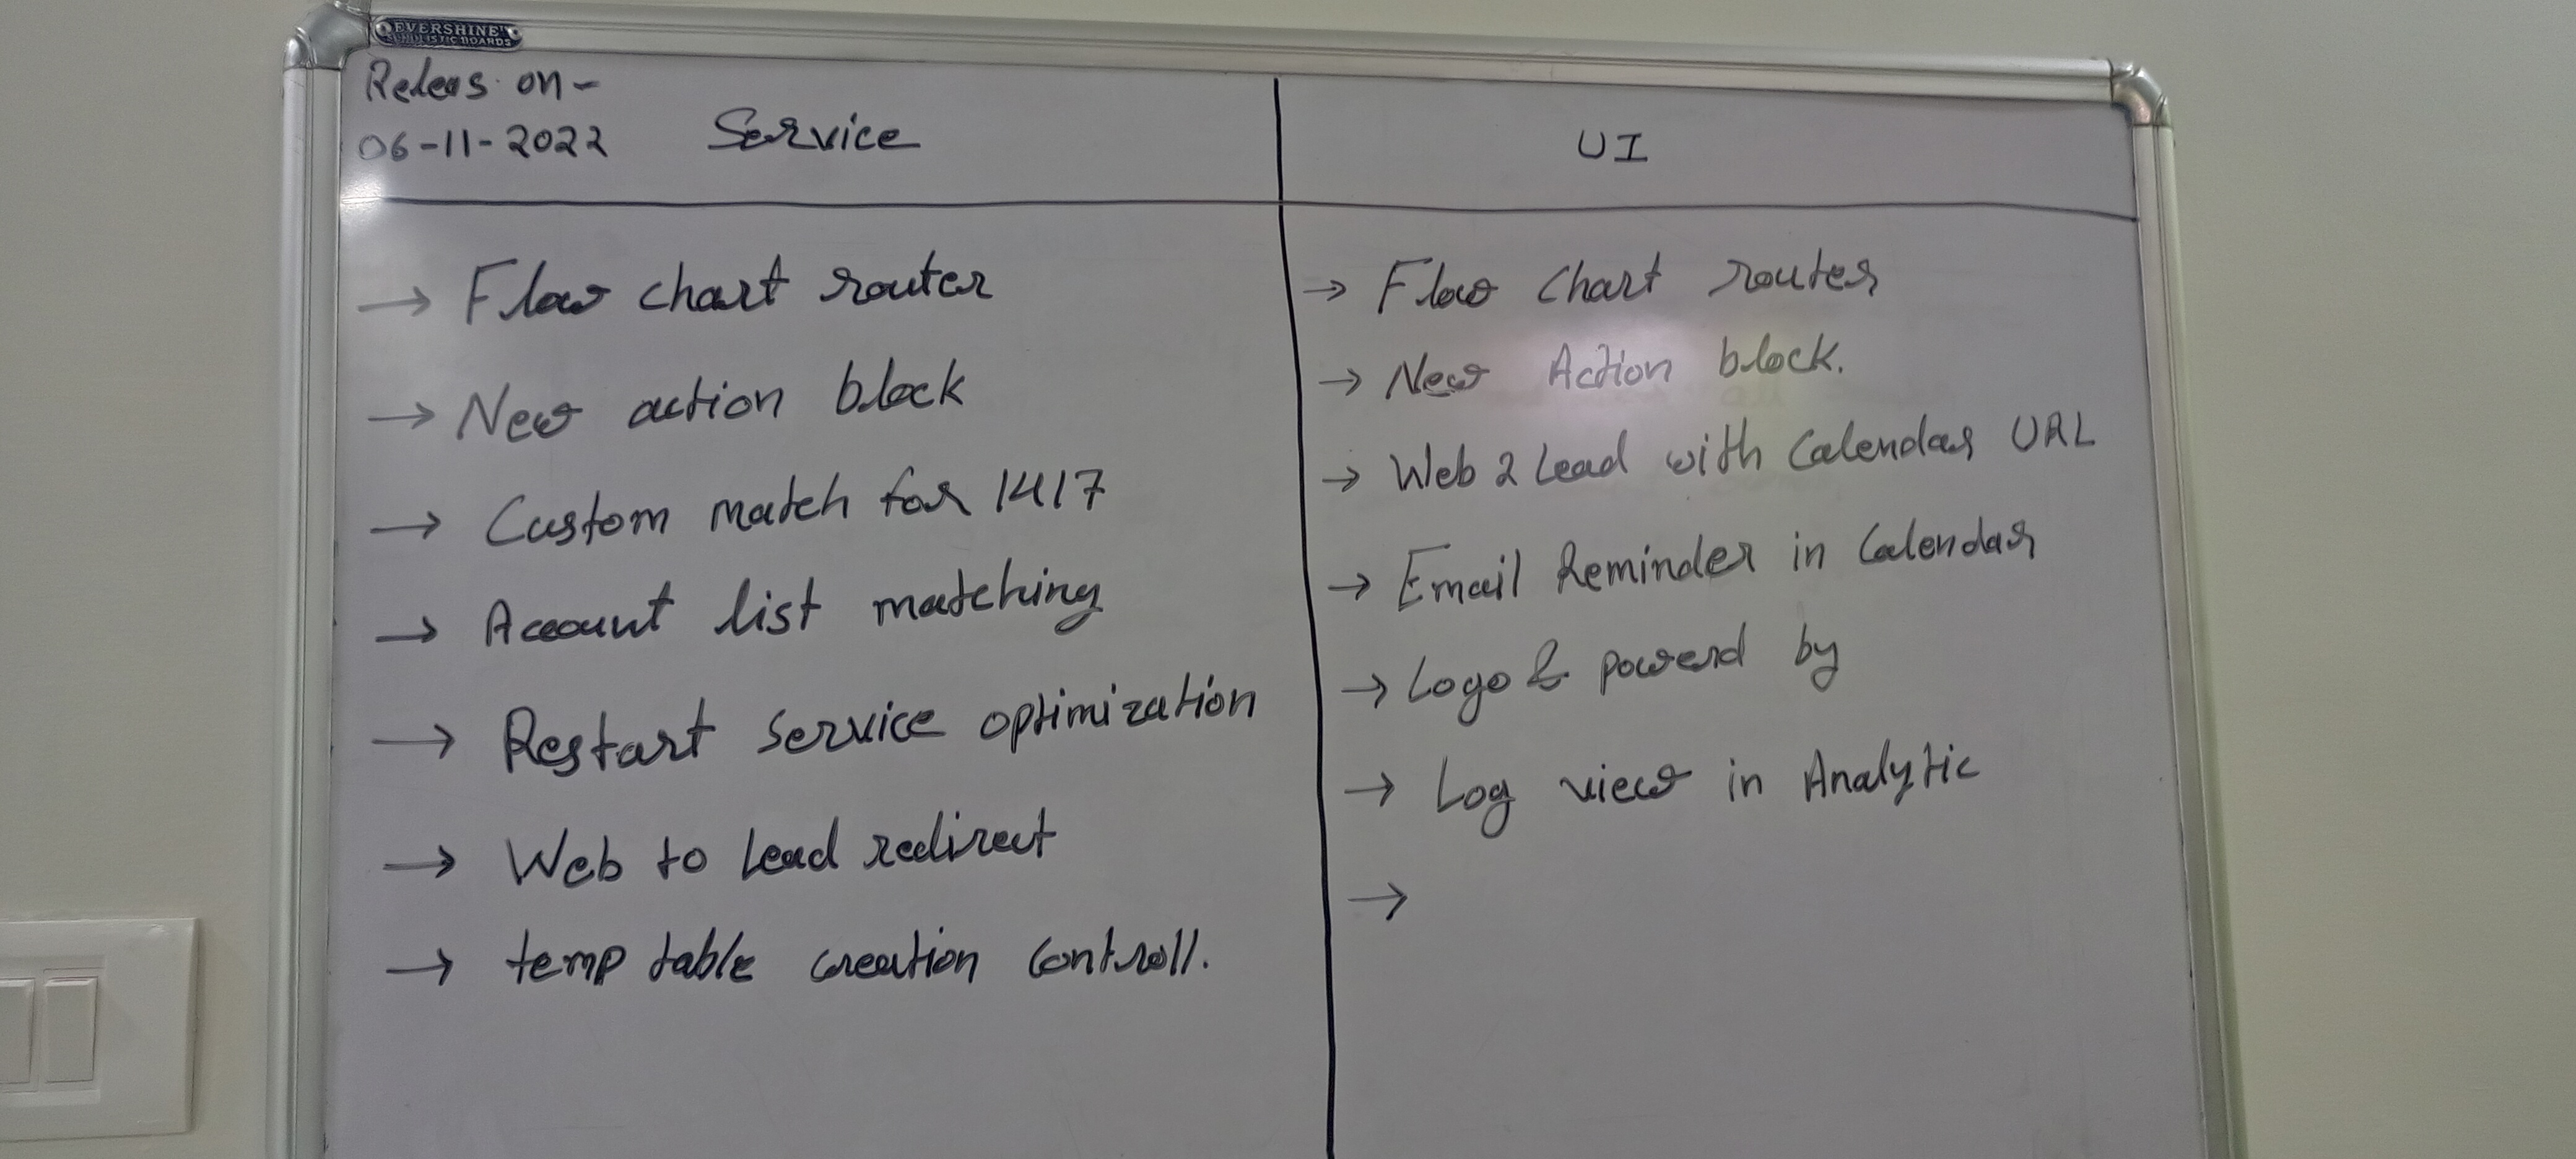 EVERSHINE
Releas on-
06-11-2022
Service
→ Flow chart router
→ New action block
→ Custom match for 1417
→ Account list matching
→ Restart service optimization
→ Web to Lead redirect
→ temp table creation controll.
UI
→ Flow Chart router
→ New Action block.
→ Web 2 Lead with Calendar URL
→ Email Reminder in Calendar
→ Logo & powerd by
→ Log view in Analytic
→